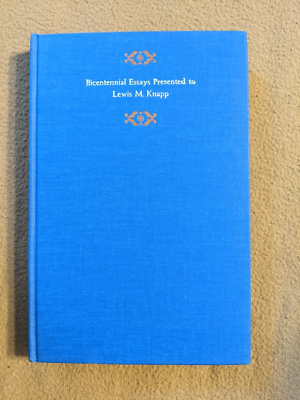 Bicentennial Essays Presented to
Lewis M. Knapp